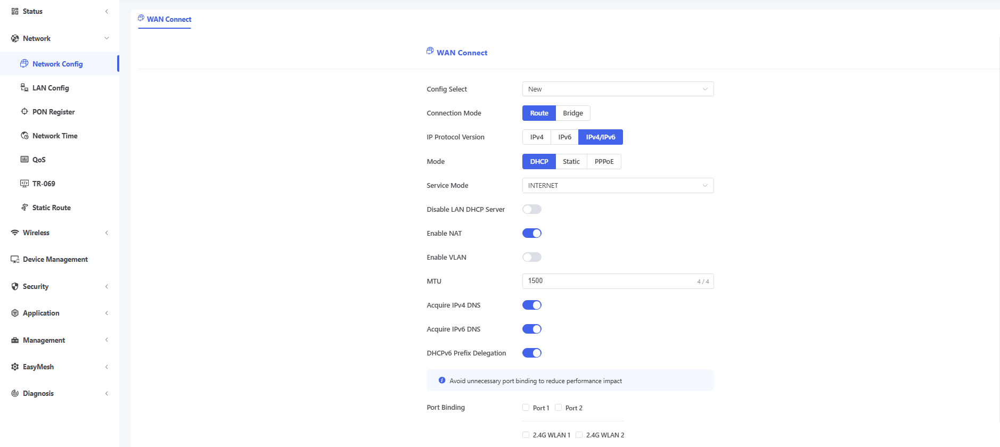 Status
Network
Network Config
LAN Config
PON Register
Network Time
QoS
TR-069
Static Route
Wireless
Device Management
Security
Application
Management
EasyMesh
Diagnosis
WAN Connect
WAN Connect
Config Select New
Connection Mode Route Bridge
IP Protocol Version IPv4 IPv6 IPv4/IPv6
Mode DHCP Static PPPoE
Service Mode INTERNET
Disable LAN DHCP Server
Enable NAT
Enable VLAN
MTU 1500 4 / 4
Acquire IPv4 DNS
Acquire IPv6 DNS
DHCPv6 Prefix Delegation
Avoid unnecessary port binding to reduce performance impact
Port Binding Port 1 Port 2
2.4G WLAN 1 2.4G WLAN 2